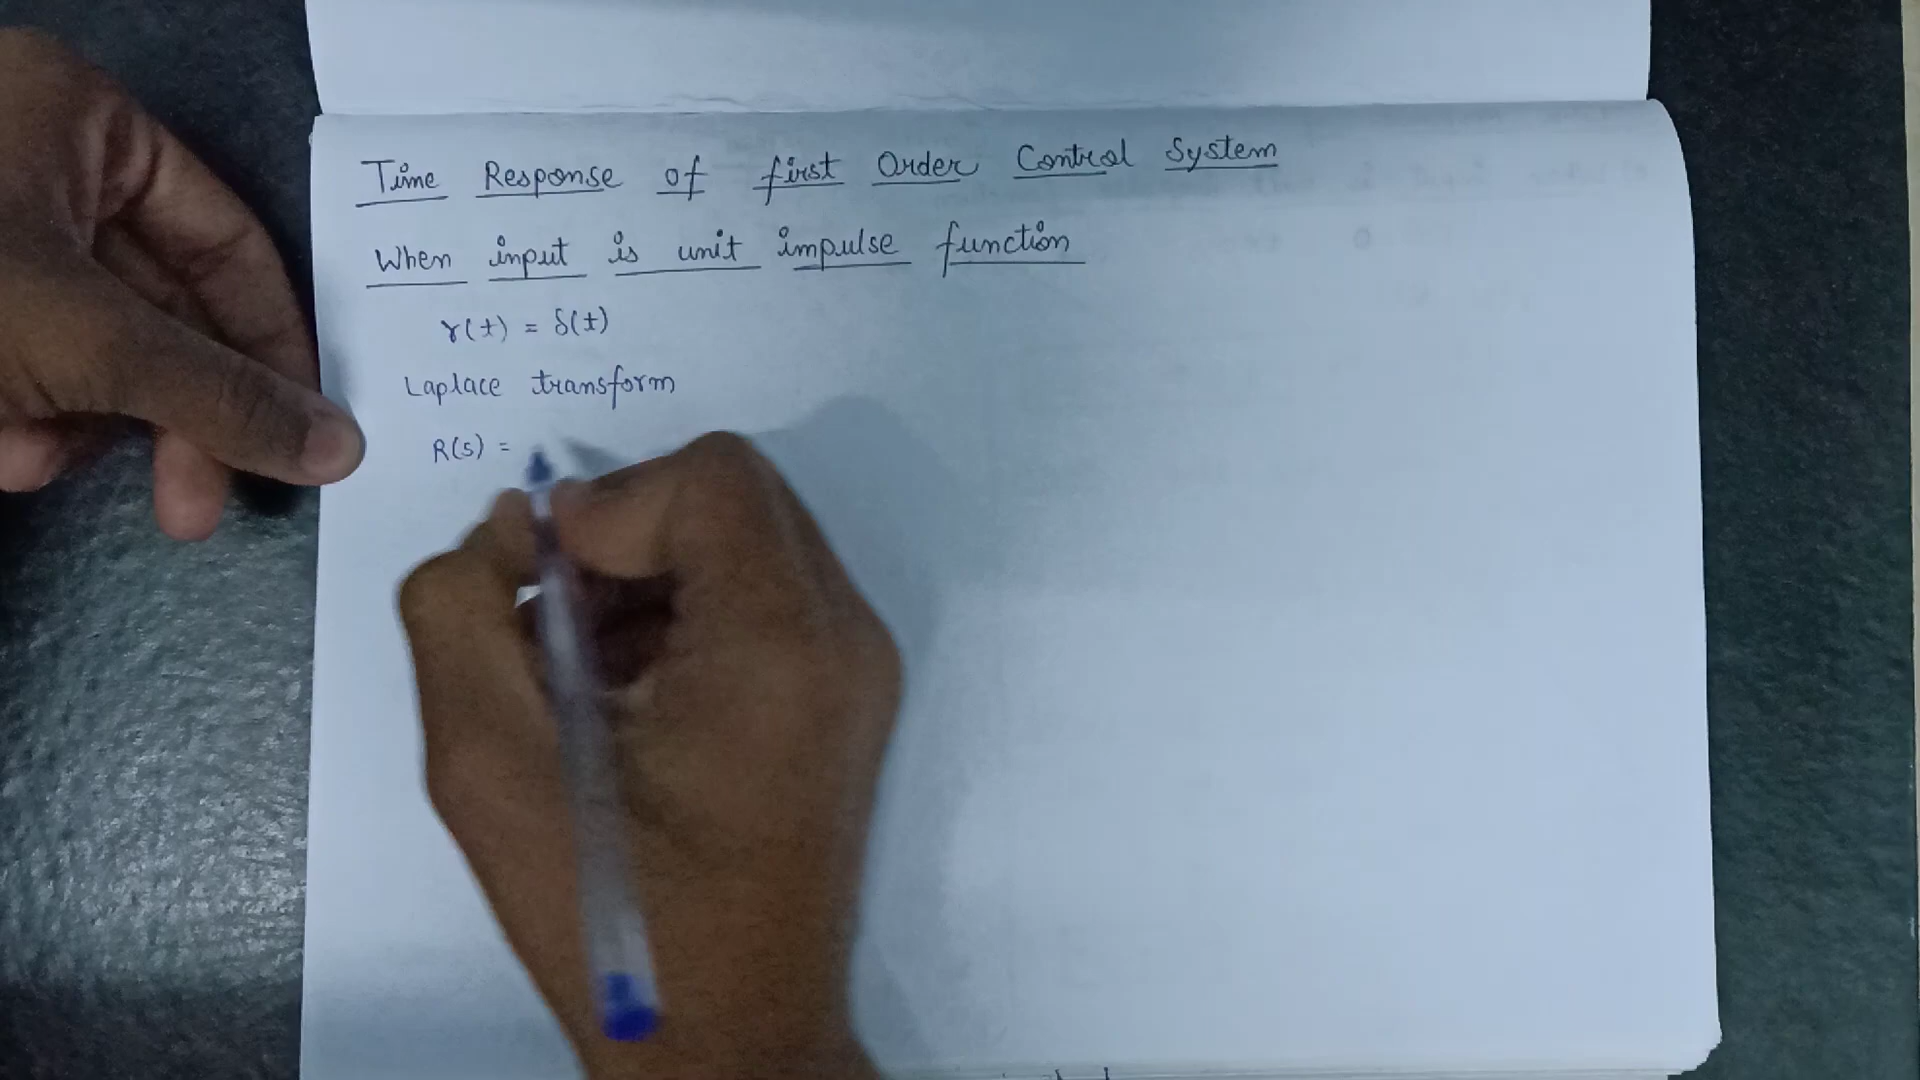 Time Response of first Order Control System
When input is unit impulse function
r(t) = δ(t)
Laplace transform
R(s) =